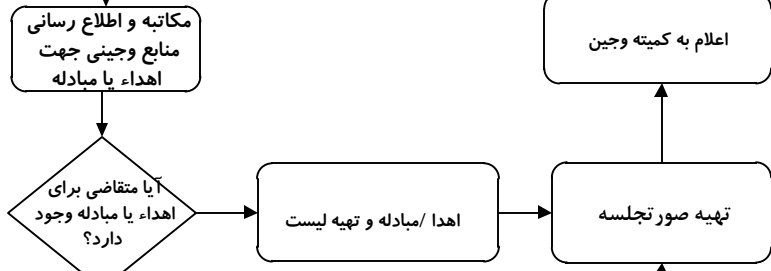 مکاتبه و اطلاع رسانی
منابع وجینی جهت
اهداء یا مبادله
اعلام به کمیته وجین
آیا متقاضی برای
اهداء یا مبادله وجود
دارد؟
اهدا /مبادله و تهیه لیست
تهیه صورتجلسه